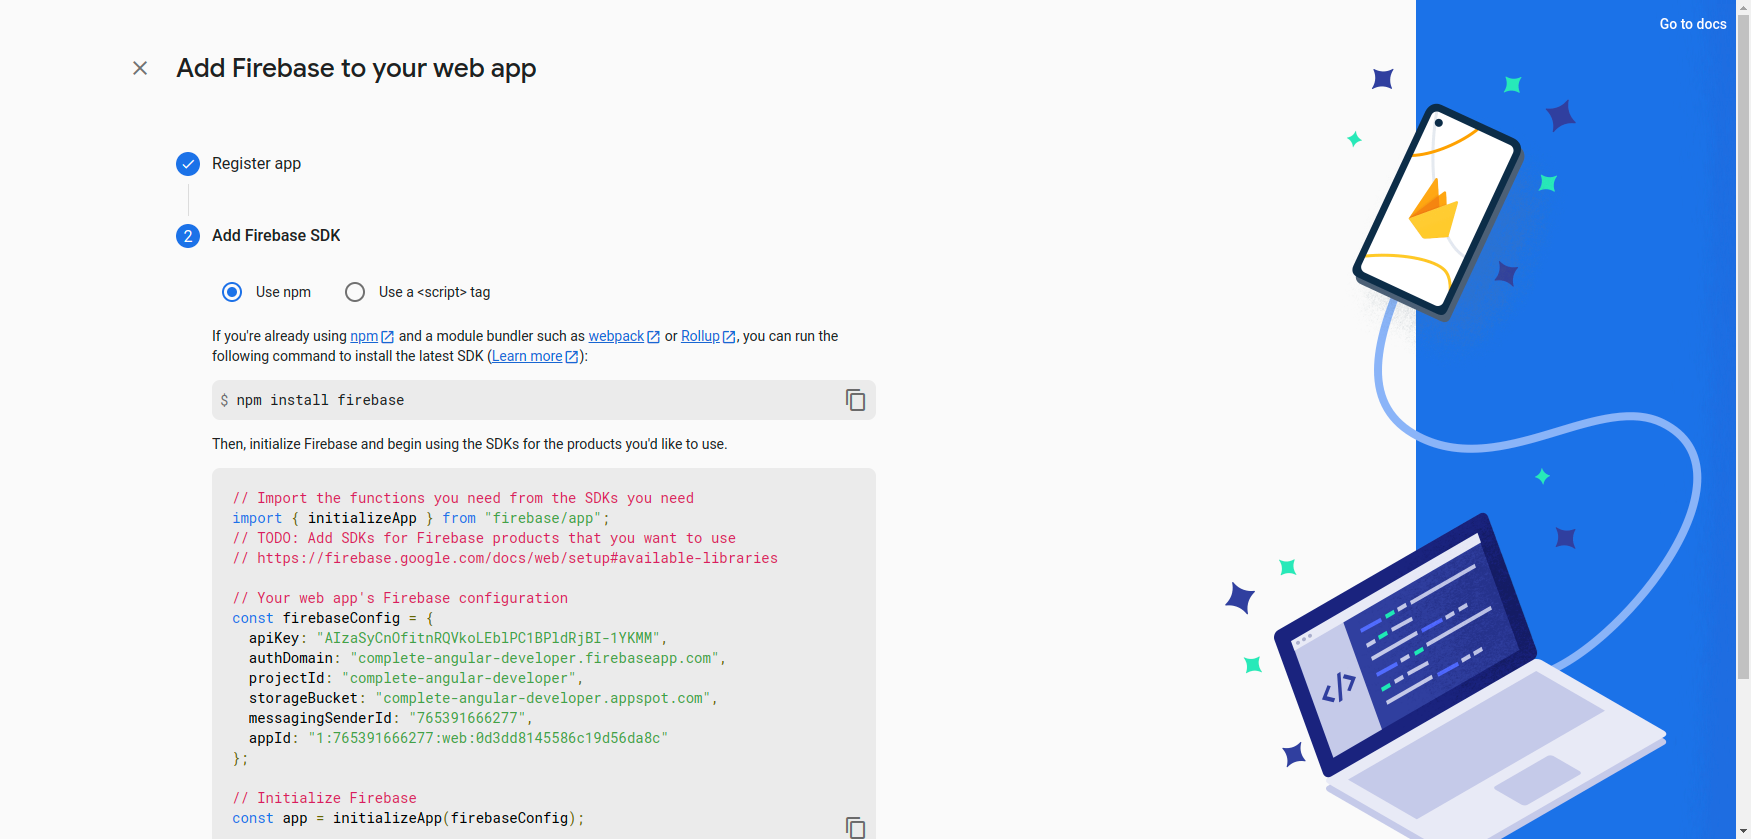 Go to docs
Add Firebase to your web app
Register app
2 Add Firebase SDK
Use npm Use a <script> tag
If you're already using npm and a module bundler such as webpack or Rollup, you can run the
following command to install the latest SDK (Learn more):
$ npm install firebase
Then, initialize Firebase and begin using the SDKs for the products you'd like to use.
// Import the functions you need from the SDKs you need
import { initializeApp } from "firebase/app";
// TODO: Add SDKs for Firebase products that you want to use
// https://firebase.google.com/docs/web/setup#available-libraries
// Your web app's Firebase configuration
const firebaseConfig = {
apiKey: "AIzaSyCnOfitnRQVkoLEblPC1BPldRjBI-1YKMM",
authDomain: "complete-angular-developer.firebaseapp.com",
projectId: "complete-angular-developer",
storageBucket: "complete-angular-developer.appspot.com",
messagingSenderId: "765391666277",
appId: "1:765391666277:web:0d3dd8145586c19d56da8c"
};
// Initialize Firebase
const app = initializeApp(firebaseConfig);
</>